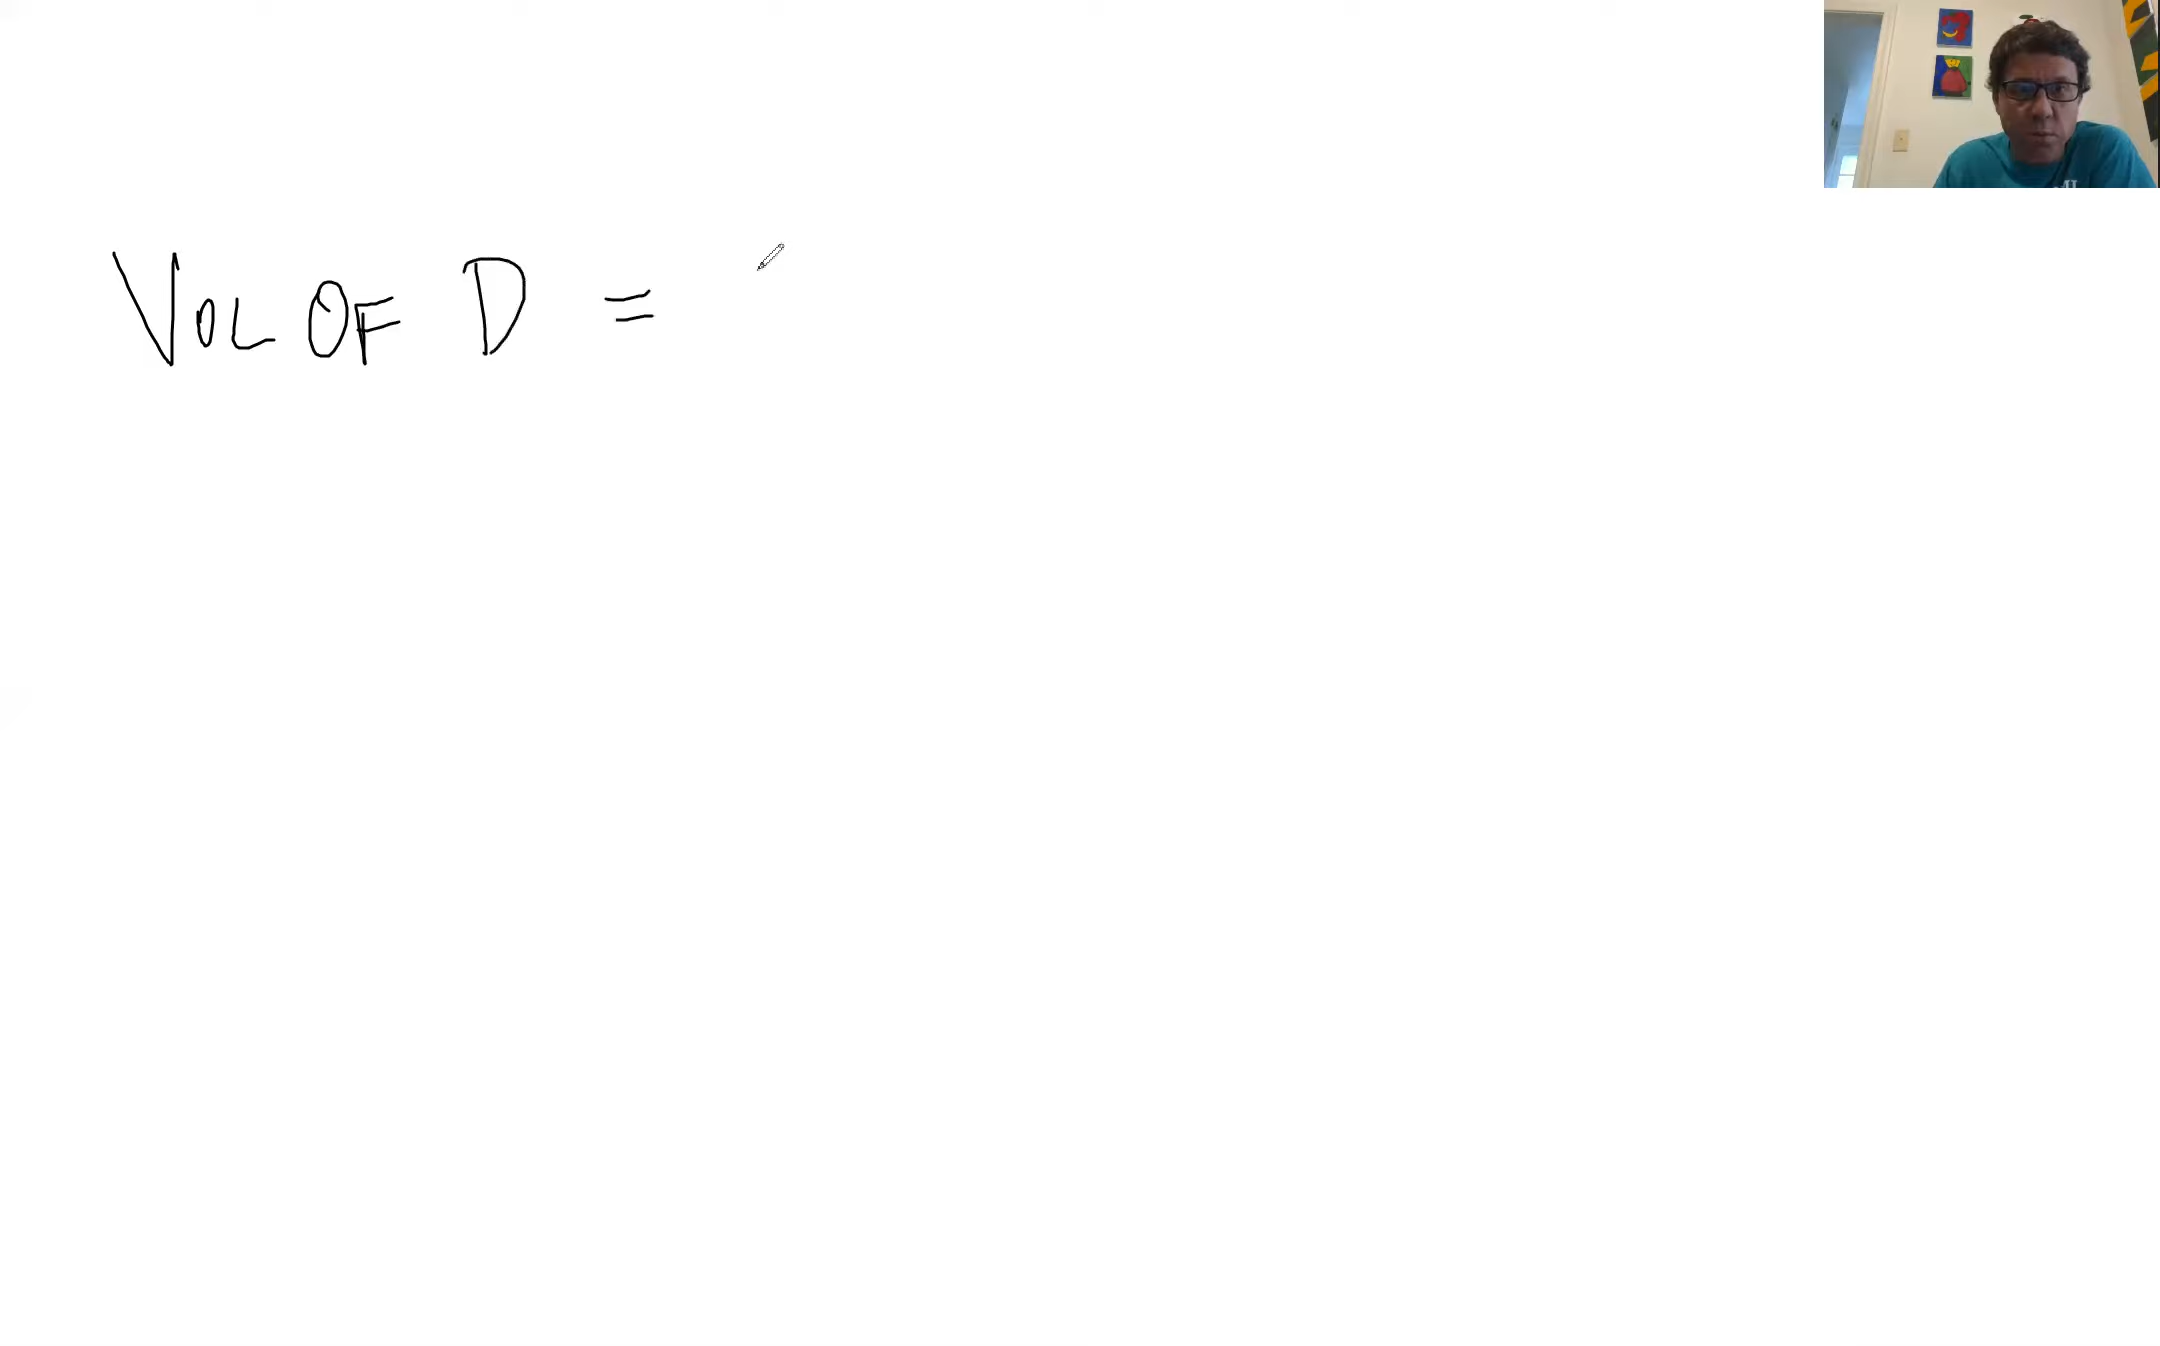 VOL OF D =